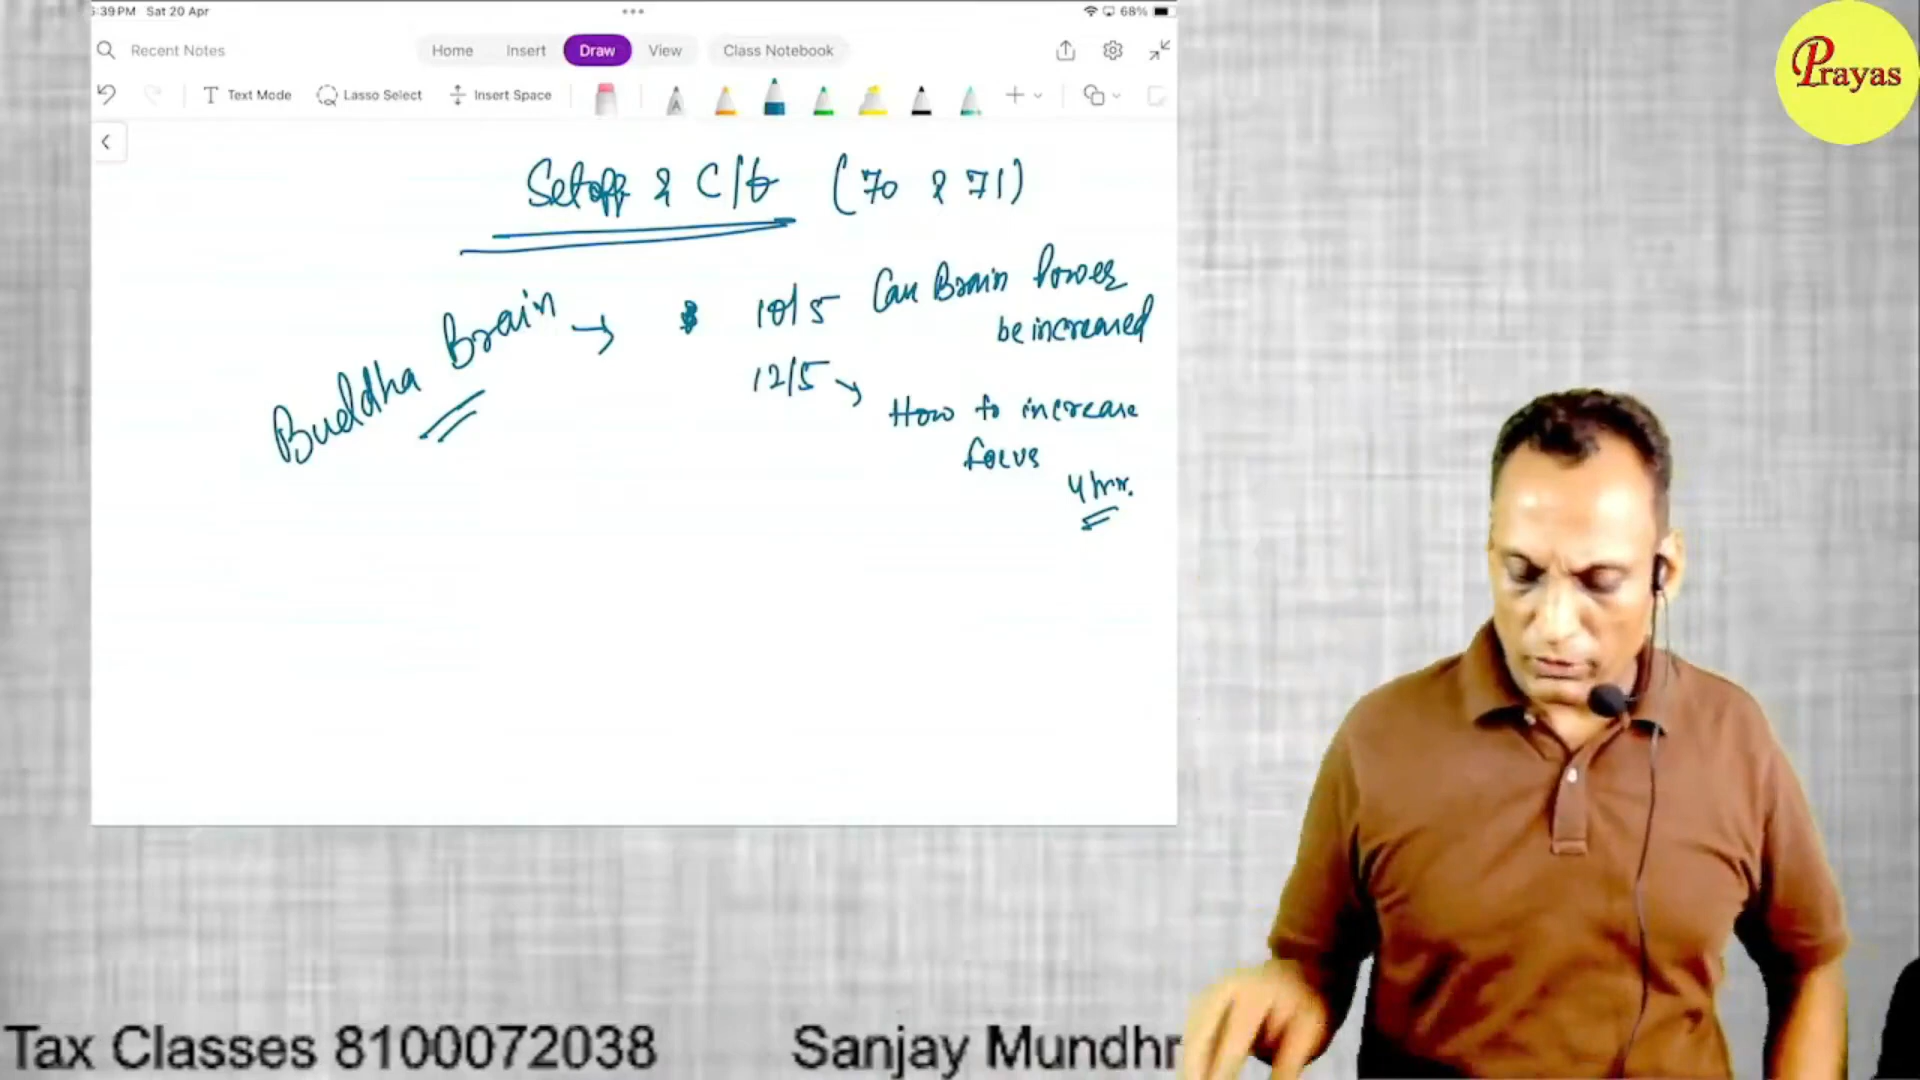 :39 PM Sat 20 Apr
68%
Prayas
Recent Notes
Home Insert Draw View Class Notebook
Text Mode Lasso Select Insert Space
Setoff & C/f (70 & 71)
Buddha Brain → 10/5 Can Brain Power
be increased
12/5 →
How to increase
focus
4 hrs.
Tax Classes 8100072038 Sanjay Mundhr